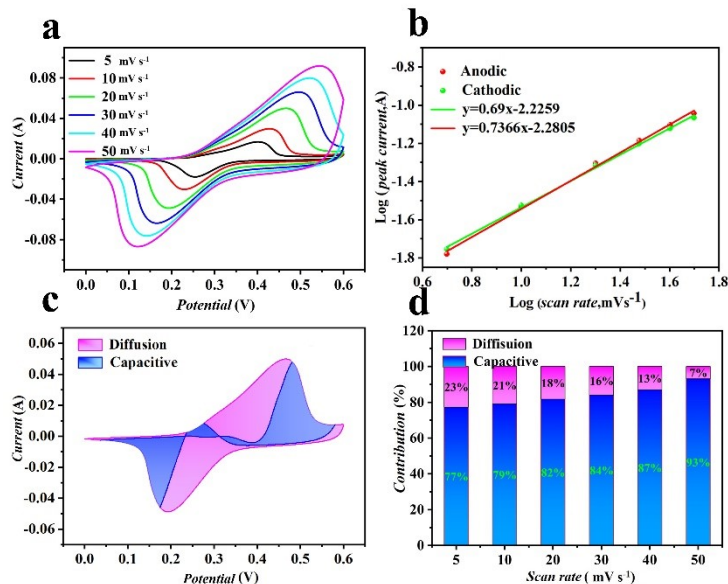 a
5 mV s-1
10 mV s-1
20 mV s-1
30 mV s-1
40 mV s-1
50 mV s-1
0.08
0.04
0.00
-0.04
-0.08
Current (A)
0.0 0.1 0.2 0.3 0.4 0.5 0.6
Potential (V)
b
Anodic
Cathodic
y=0.69x-2.2259
y=0.7366x-2.2805
-0.8
-1.0
-1.2
-1.4
-1.6
-1.8
Log (peak current,A)
0.6 0.8 1.0 1.2 1.4 1.6 1.8
Log (scan rate,mVs-1)
c
Diffusion
Capacitive
0.06
0.04
0.02
0.00
-0.02
-0.04
-0.06
Current (A)
0.0 0.1 0.2 0.3 0.4 0.5 0.6
Potential (V)
d
Diffisuion
Capacitive
120
100
80
60
40
20
0
Contribution (%)
23% 21% 18% 16% 13% 7%
77% 79% 82% 84% 87% 93%
5 10 20 30 40 50
Scan rate ( mV s-1)